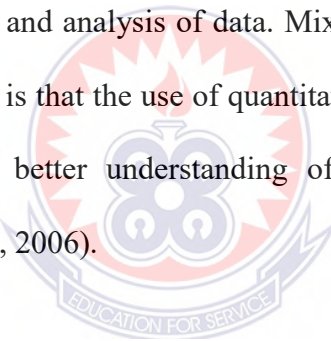 and analysis of data. Mix
is that the use of quantita
better understanding of
, 2006).
EDUCATION FOR SERVICE